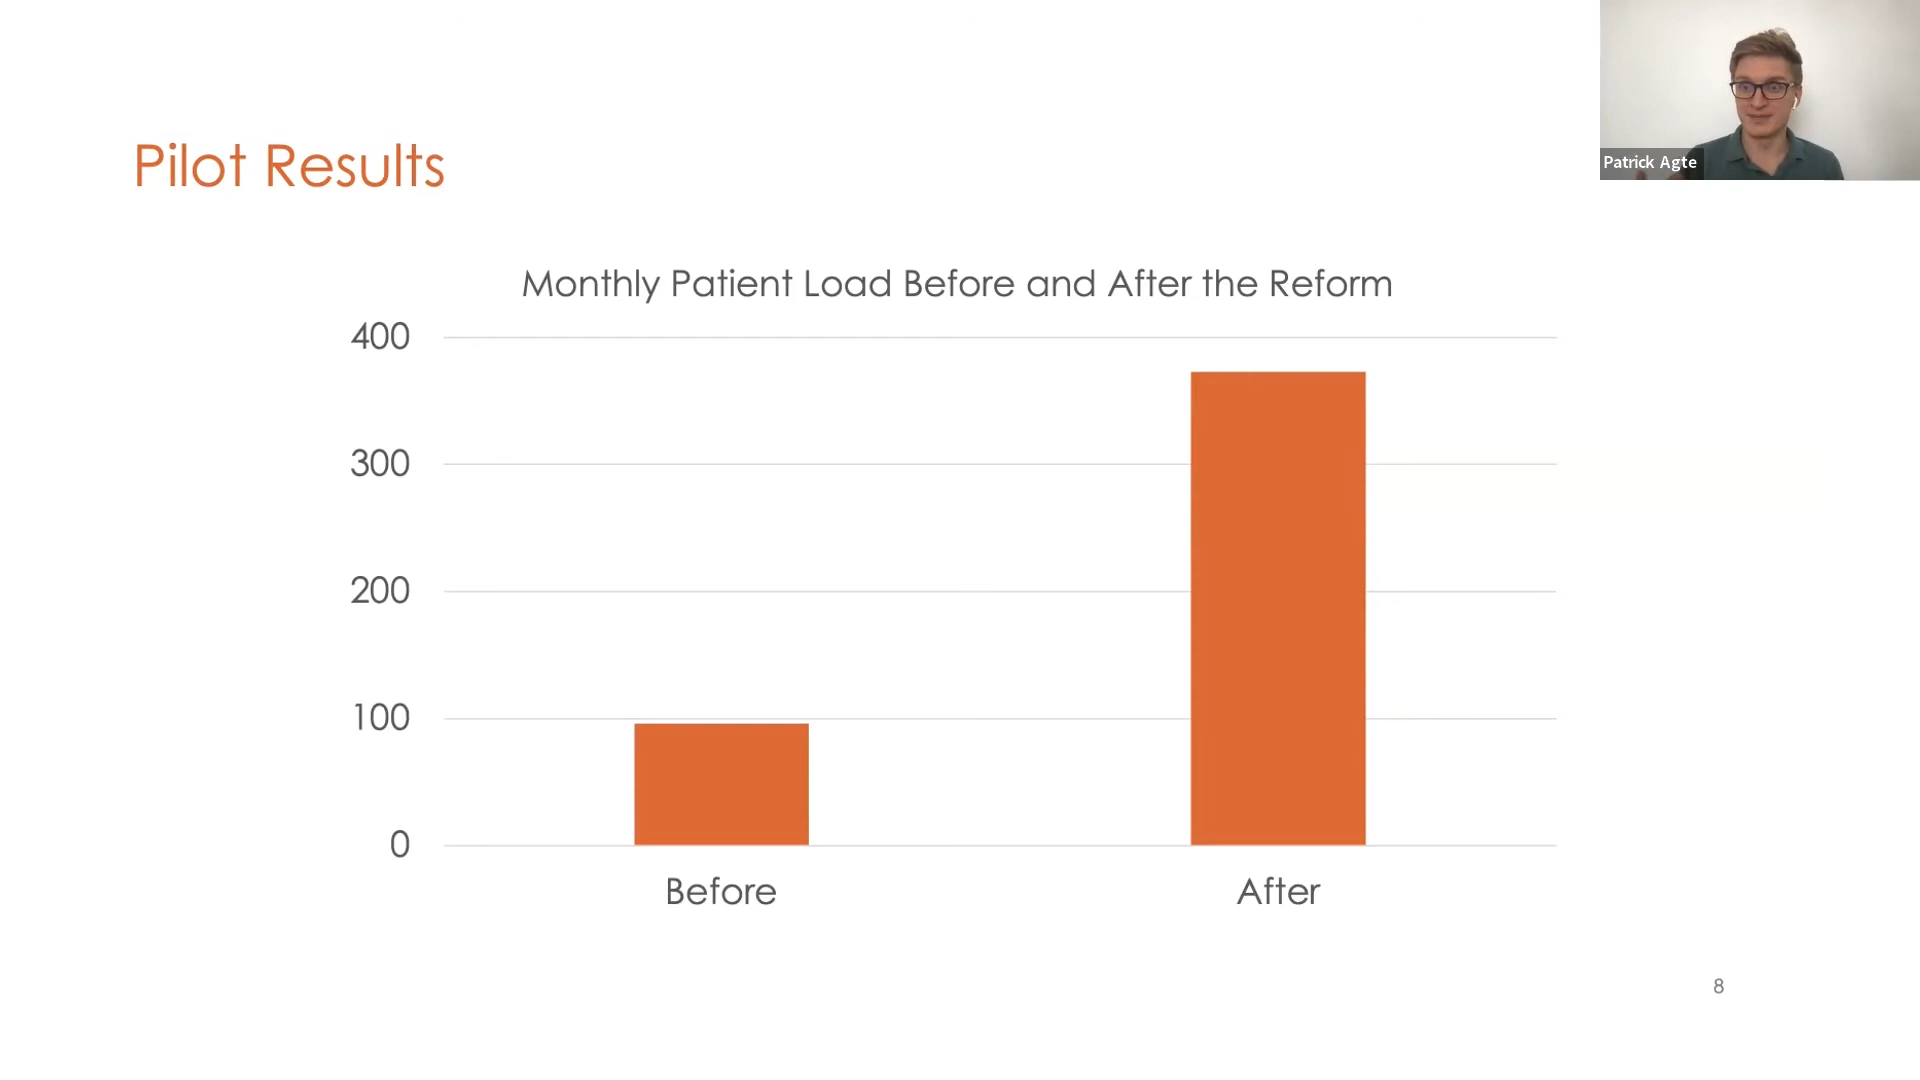 Patrick Agte
Pilot Results
Monthly Patient Load Before and After the Reform
400
300
200
100
0
Before
After
8